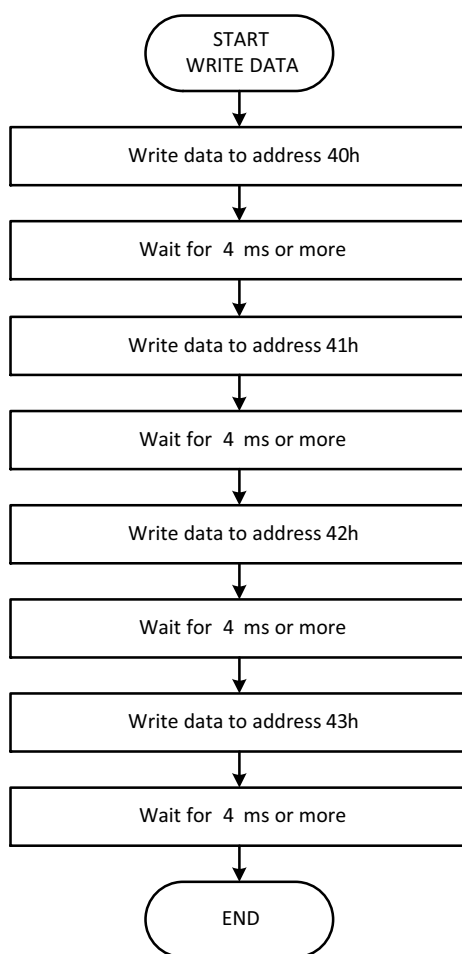 START
WRITE DATA
Write data to address 40h
Wait for 4 ms or more
Write data to address 41h
Wait for 4 ms or more
Write data to address 42h
Wait for 4 ms or more
Write data to address 43h
Wait for 4 ms or more
END